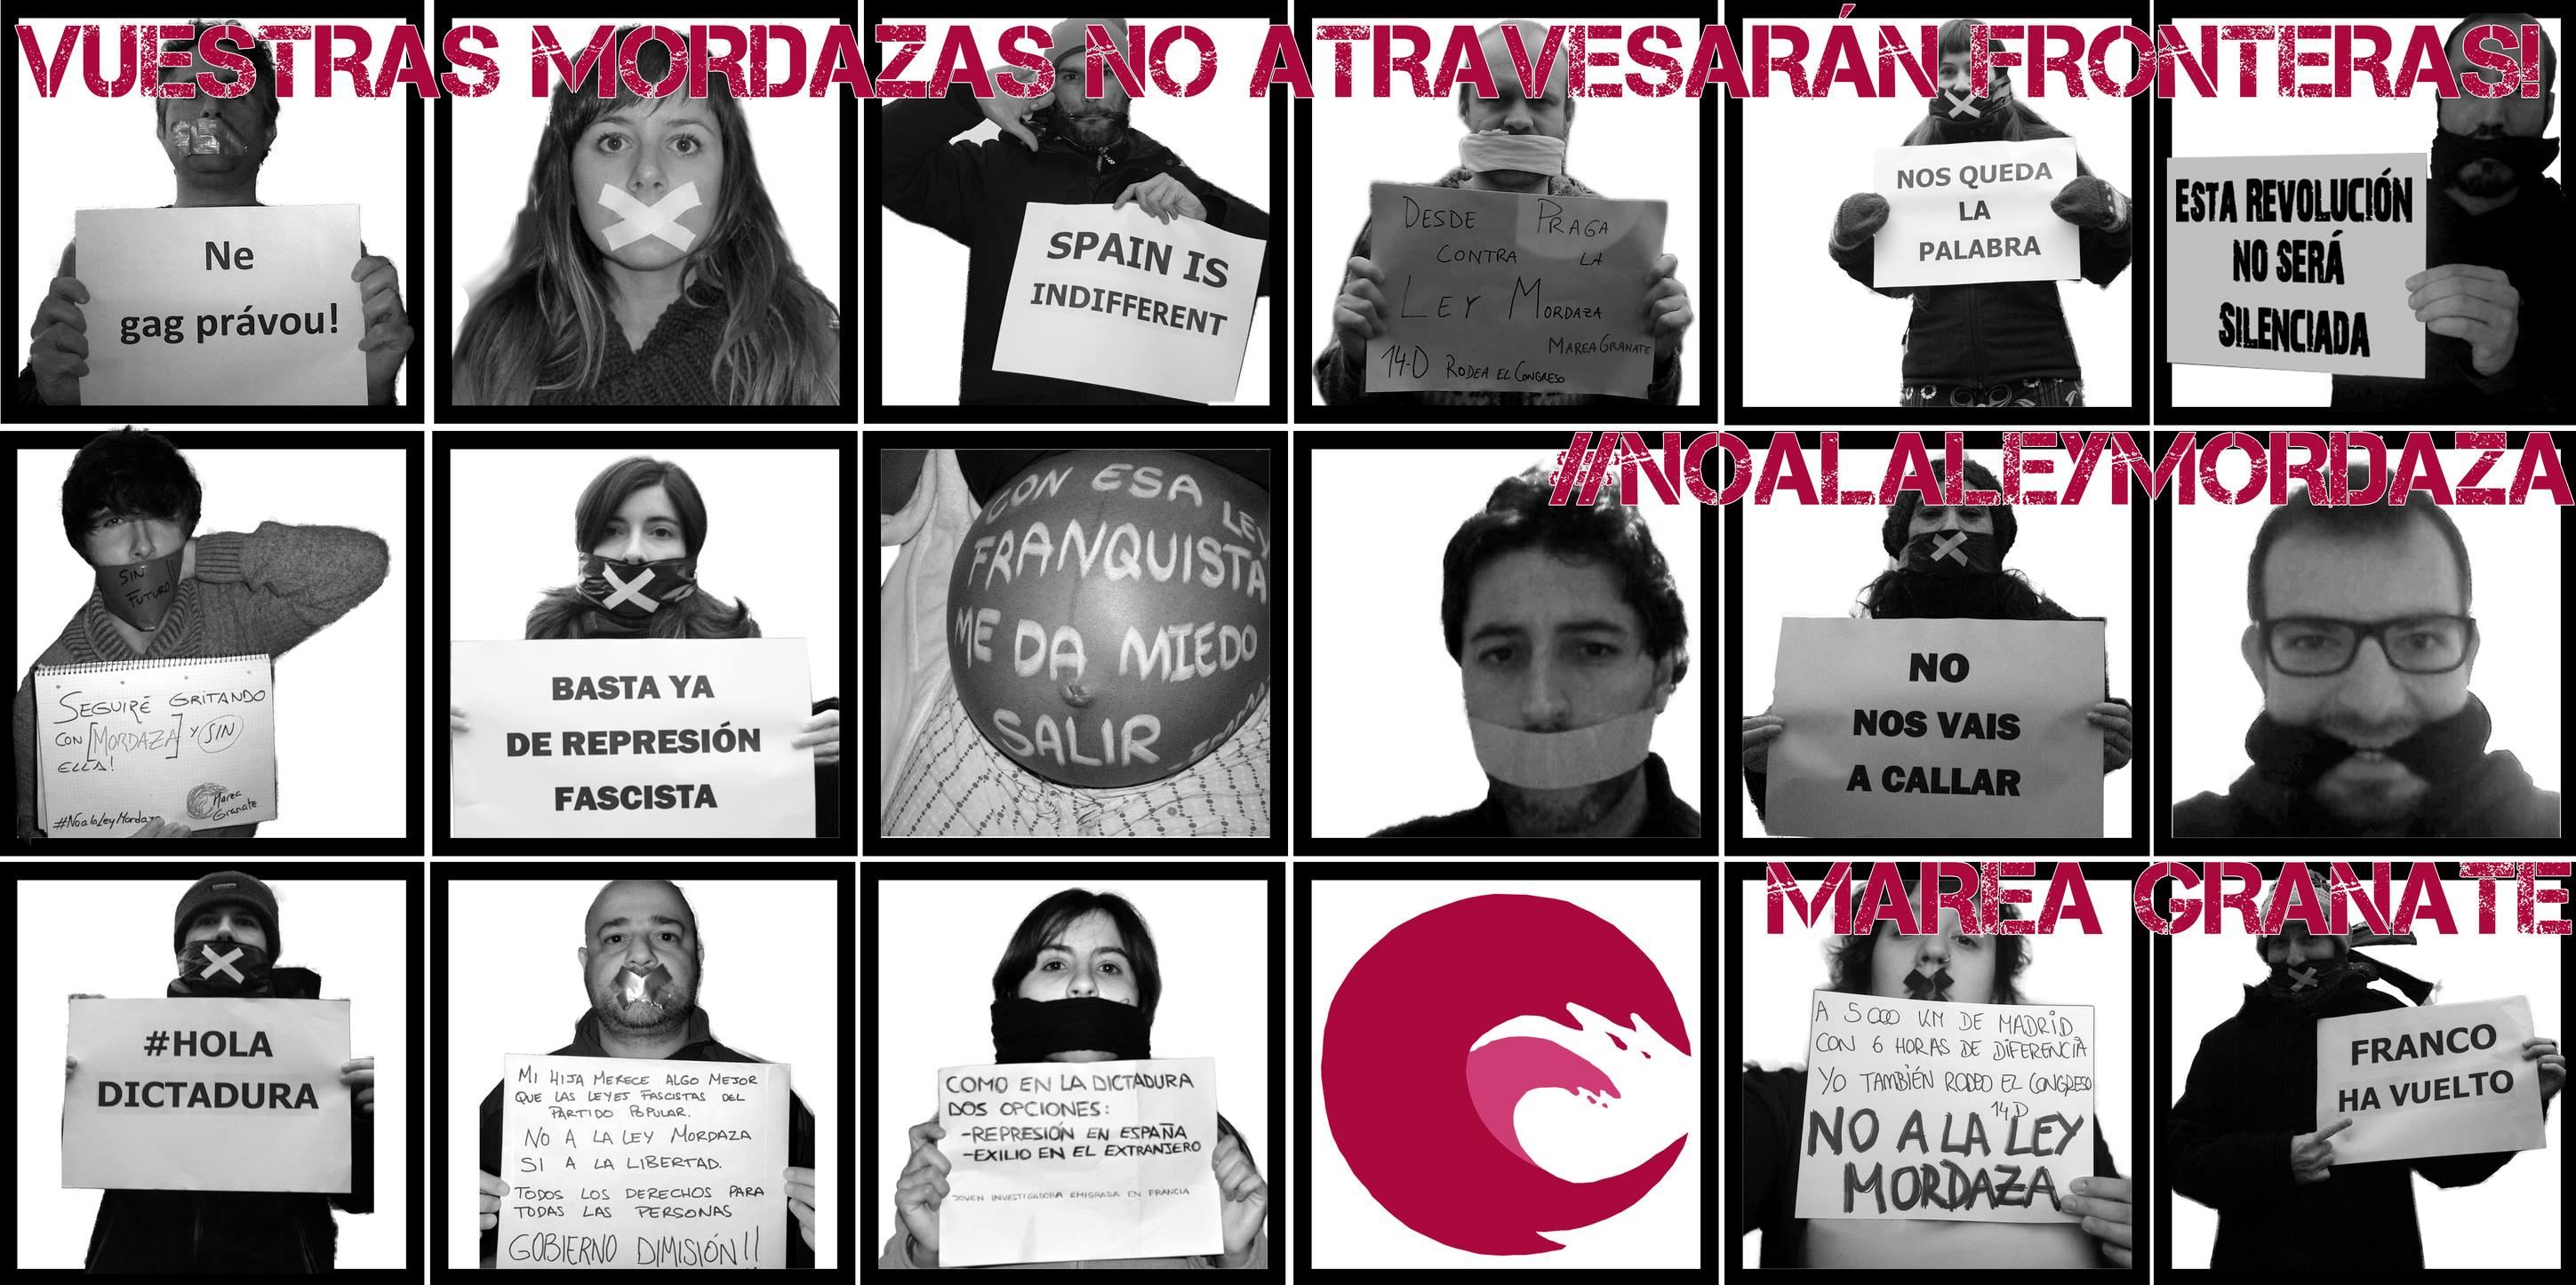 VUESTRAS MORDAZAS NO ATRAVESARÁN FRONTERAS!
Ne
gag právou!
SPAIN IS
INDIFFERENT
DESDE PRAGA
CONTRA LA
LEY MORDAZA
MAREA GRANATE
14-D RODEA EL CONGRESO
NOS QUEDA
LA
PALABRA
ESTA REVOLUCIÓN
NO SERÁ
SILENCIADA
#NOALALEYMORDAZA
SIN
FUTURO!!
SEGUIRÉ GRITANDO
CON [MORDAZA] Y SIN
ELLA!
Marea
Granate
#NoalaLeyMordaza
BASTA YA
DE REPRESIÓN
FASCISTA
CON ESA LEY
FRANQUISTA
ME DA MIEDO
SALIR
NO
NOS VAIS
A CALLAR
MAREA GRANATE
#HOLA
DICTADURA
MI HIJA MERECE ALGO MEJOR
QUE LAS LEYES FASCISTAS DEL
PARTIDO POPULAR.
NO A LA LEY MORDAZA
SI A LA LIBERTAD.
TODOS LOS DERECHOS PARA
TODAS LAS PERSONAS
GOBIERNO DIMISIÓN!!
COMO EN LA DICTADURA
DOS OPCIONES:
-REPRESIÓN EN ESPAÑA
-EXILIO EN EL EXTRANJERO
JOVEN INVESTIGADORA EMIGRADA EN FRANCIA
A 5000 KM DE MADRID
CON 6 HORAS DE DIFERENCIA
YO TAMBIÉN RODEO EL CONGRESO
14D
NO A LA LEY
MORDAZA
FRANCO
HA VUELTO